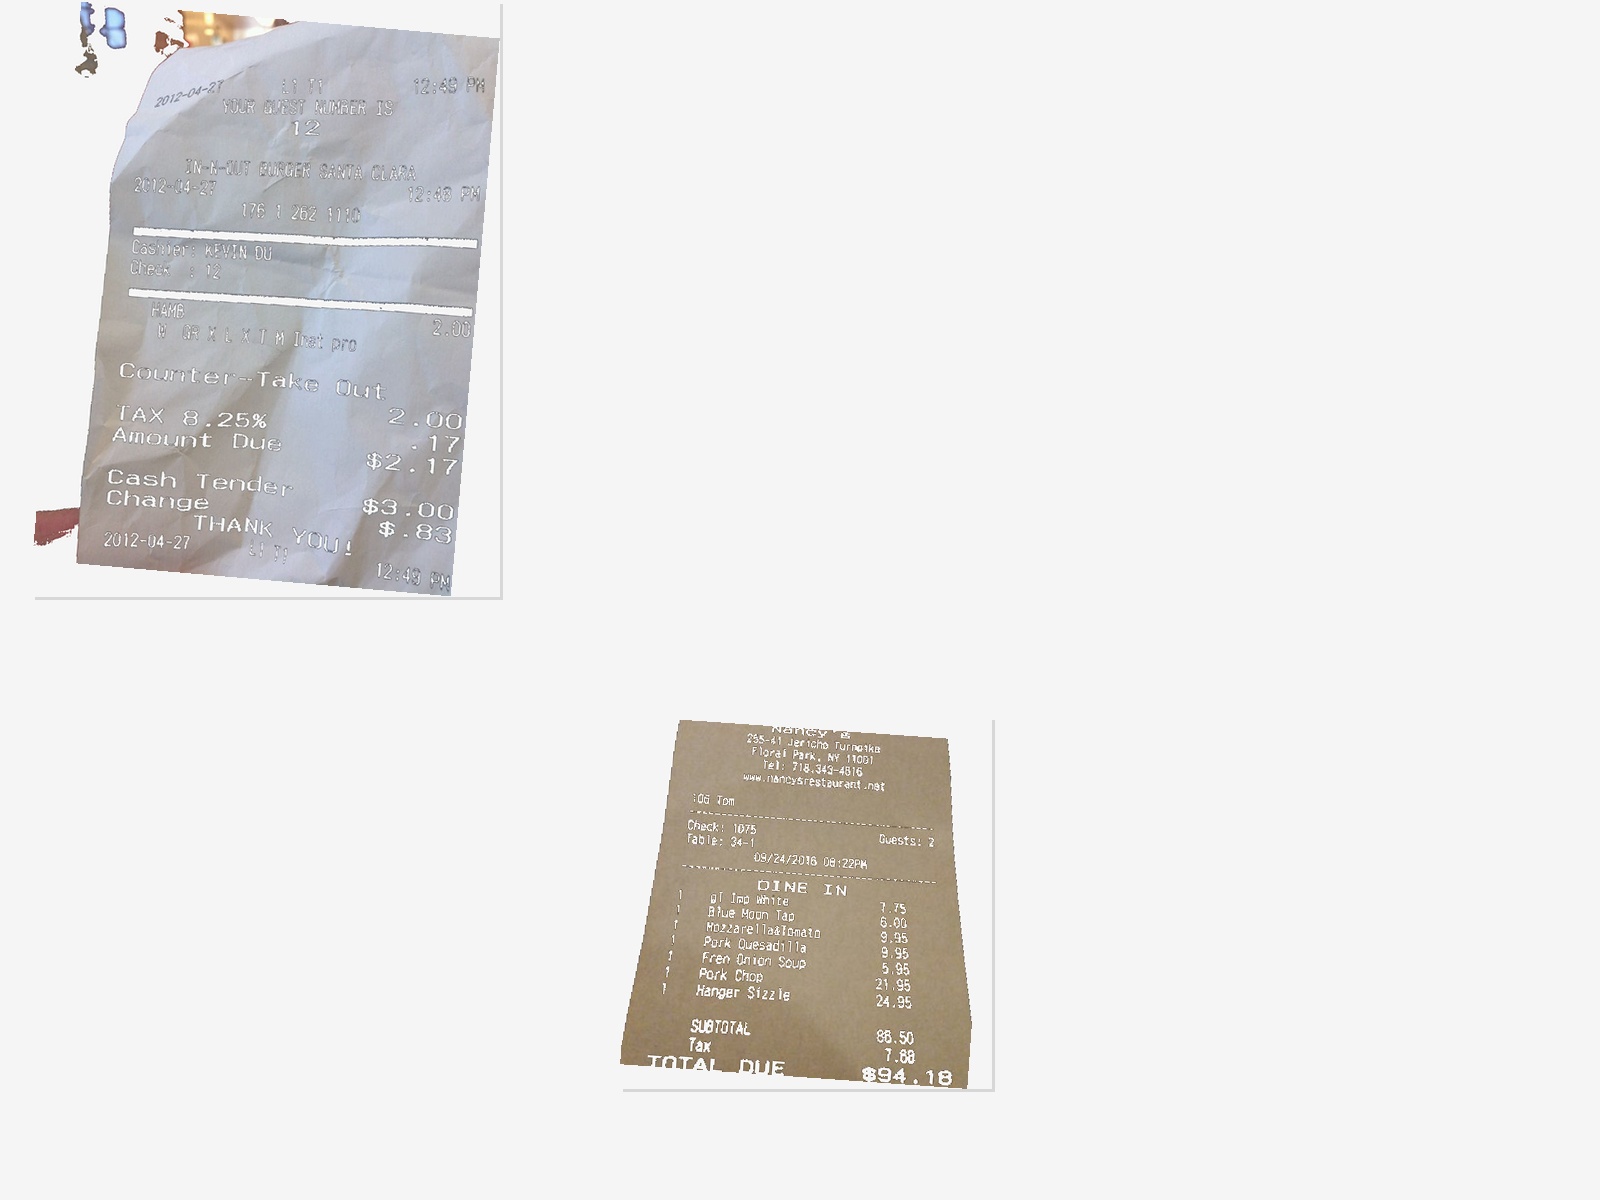 2012-04-27 L1 T1 12:49 PM
YOUR GUEST NUMBER IS
12
IN-N-OUT BURGER SANTA CLARA
2012-04-27 12:49 PM
176 1 262 1110
Cashier: KEVIN DU
Check : 12
HAMB 2.00
N GR X L X T M Inst pro
Counter-Take Out 2.00
TAX 8.25% .17
Amount Due $2.17
Cash Tender $3.00
Change $.83
THANK YOU!
2012-04-27 L1 T1 12:49 PM
Nancy's
255-41 Jericho Turnpike
Floral Park, NY 11001
Tel: 718.343-4616
www.nancysrestaurant.net
:06 Tom
Check: 1075 Guests: 2
Table: 34-1
09/24/2016 08:22PM
DINE IN
1 gl Imp White 7.75
1 Blue Moon Tap 6.00
1 Mozzarella&Tomato 9.95
1 Pork Quesadilla 9.95
1 Fren Onion Soup 5.95
1 Pork Chop 21.95
1 Hanger Sizzle 24.95
SUBTOTAL 86.50
Tax 7.68
TOTAL DUE $94.18